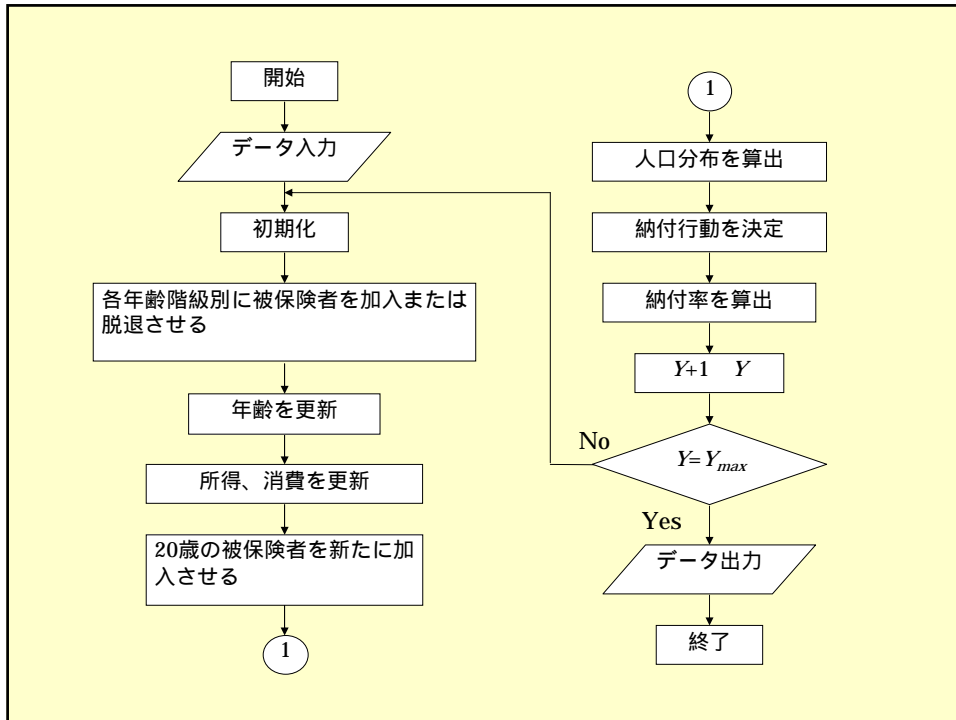 開始
データ入力
初期化
各年齢階級別に被保険者を加入または
脱退させる
年齢を更新
所得、消費を更新
20歳の被保険者を新たに加
入させる
1
1
人口分布を算出
納付行動を決定
納付率を算出
Y+1 Y
Y=Ymax
No
Yes
データ出力
終了